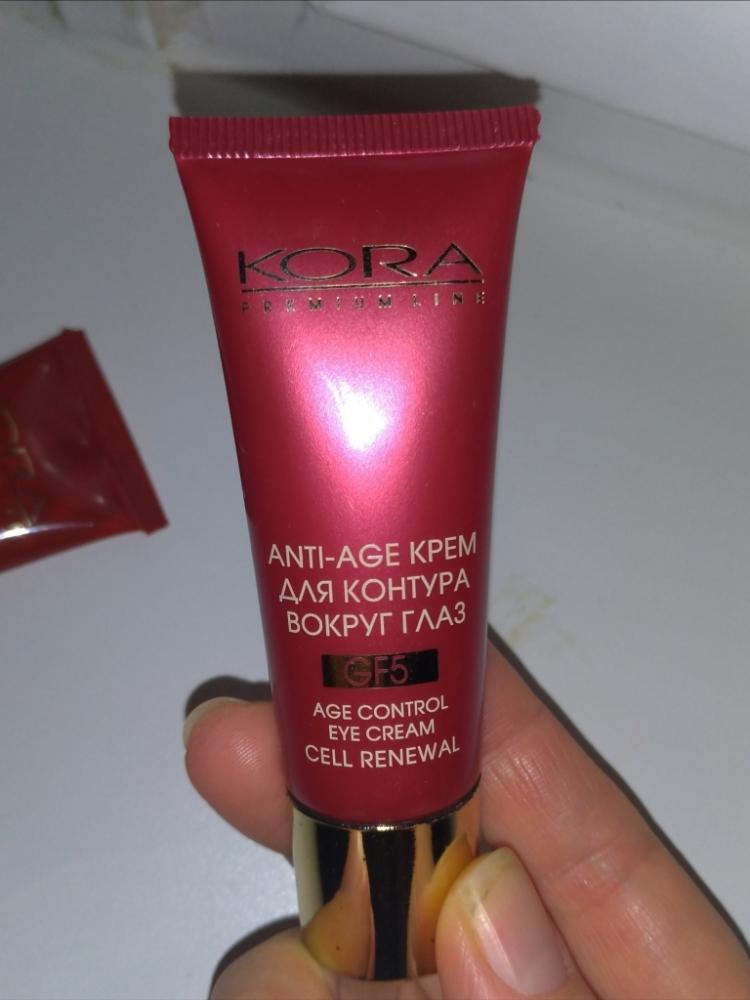 KORA
PREMIUM LINE
ANTI-AGE КРЕМ
ДЛЯ КОНТУРА
ВОКРУГ ГЛАЗ
GF5
AGE CONTROL
EYE CREAM
CELL RENEWAL